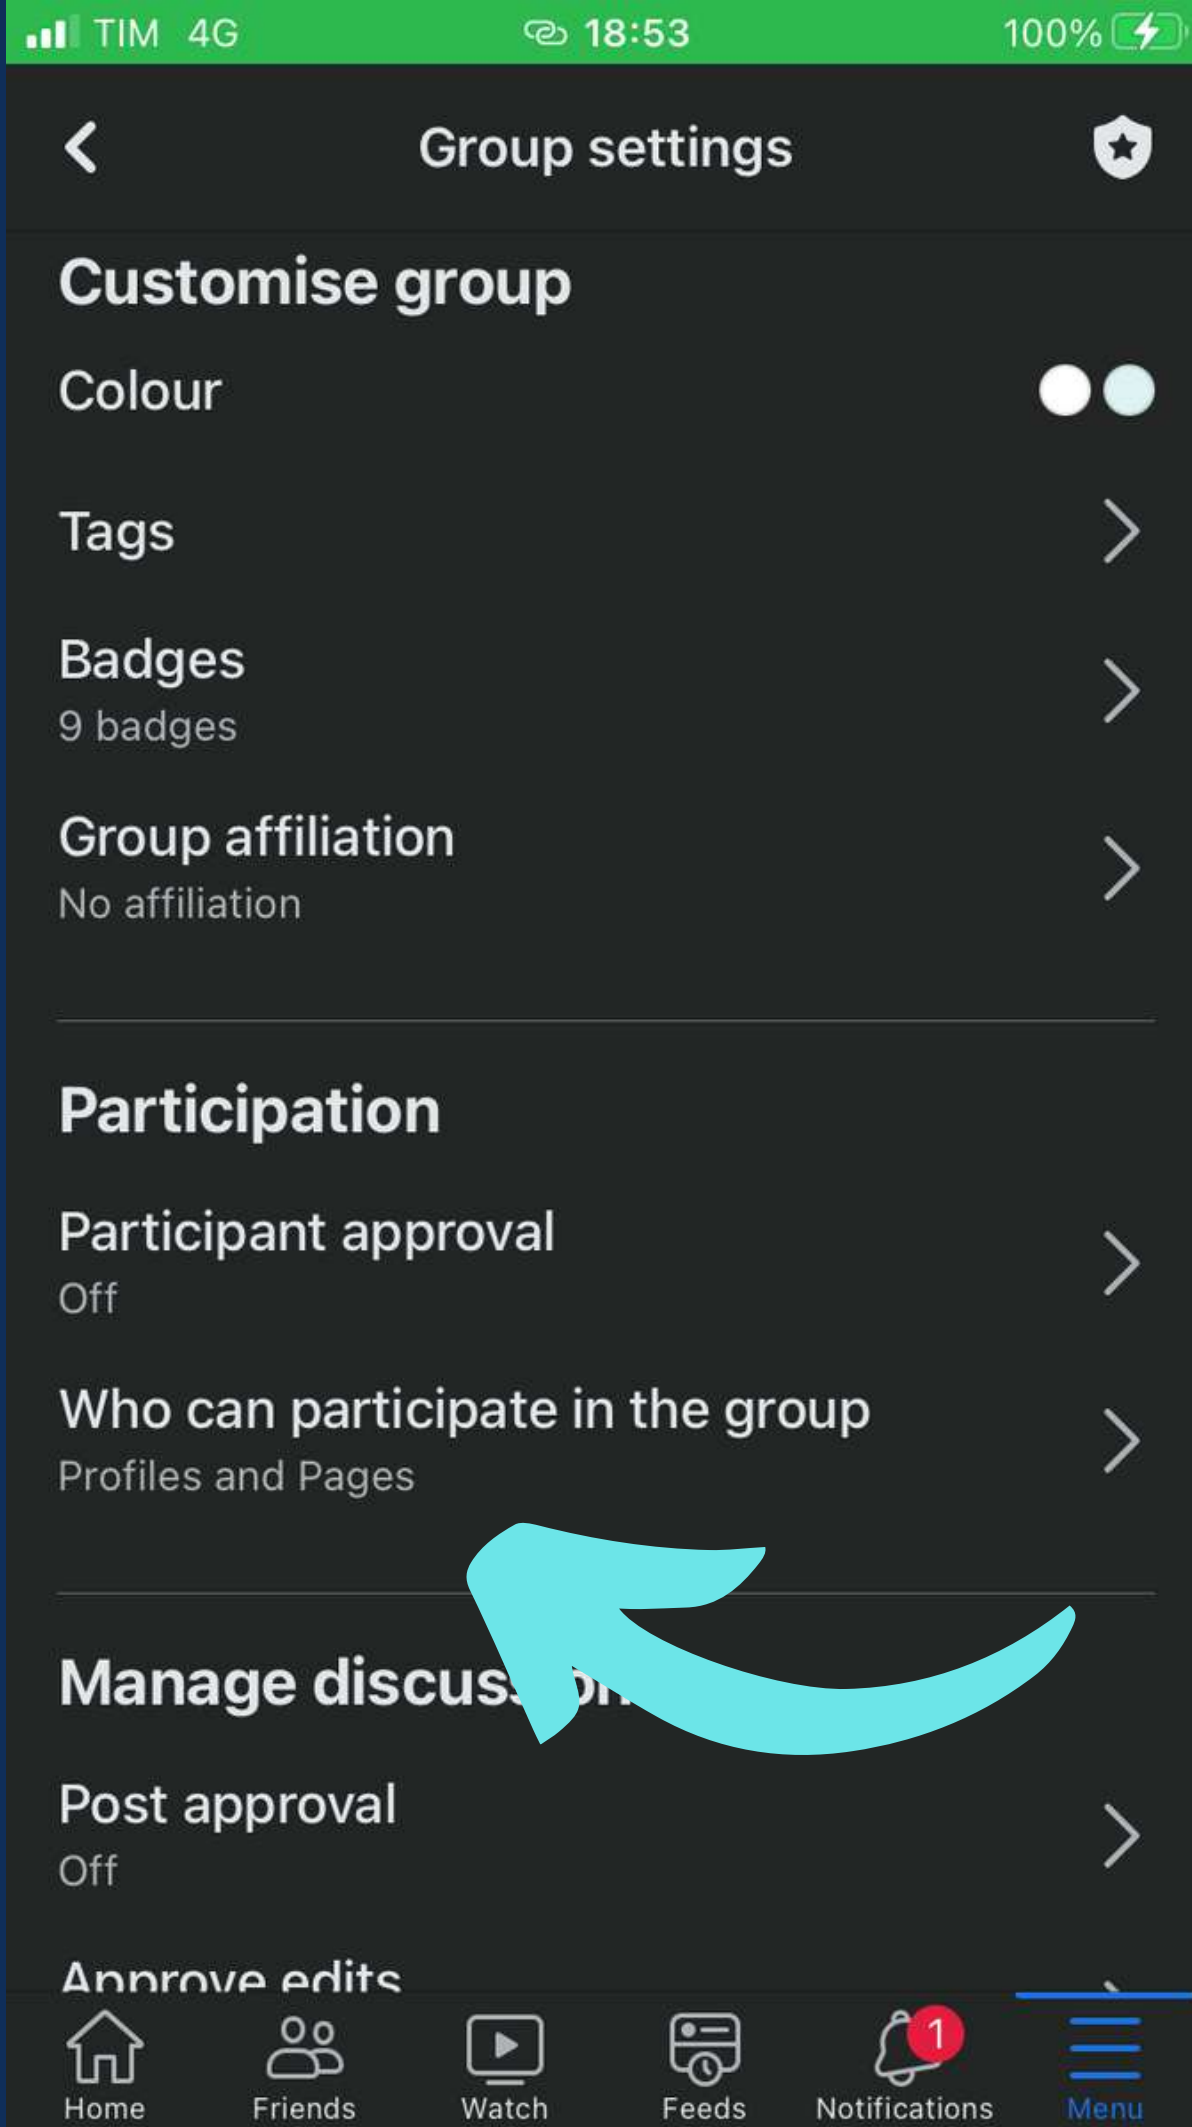 TIM 4G 18:53 100%
Group settings
Customise group
Colour
Tags
Badges
9 badges
Group affiliation
No affiliation
Participation
Participant approval
Off
Who can participate in the group
Profiles and Pages
Manage
Post approval
Off
Approve edits
1
Home Friends Watch Feeds Notifications Menu